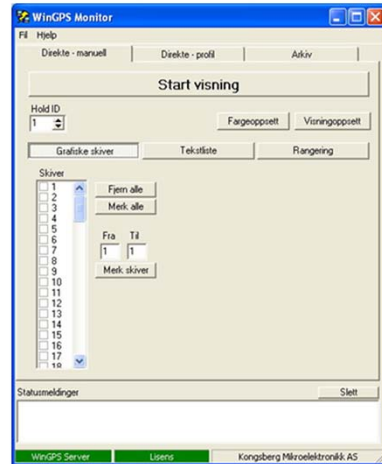 WinGPS Monitor
Fil Hjelp
Direkte - manuell Direkte - profil Arkiv
Start visning
Hold ID
1
Fargeoppsett Visningoppsett
Grafiske skiver Tekstliste Rangering
Skiver
1
2
3
4
5
6
7
8
9
10
11
12
13
14
15
16
17
18
Fjern alle
Merk alle
Fra Til
1 1
Merk skiver
Statusmeldinger Slett
WinGPS Server Lisens Kongsberg Mikroelektronikk AS